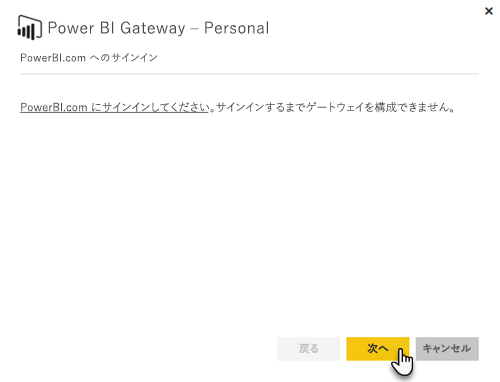 Power BI Gateway – Personal
PowerBI.com へのサインイン
PowerBI.com にサインインしてください。サインインするまでゲートウェイを構成できません。
戻る
次へ
キャンセル